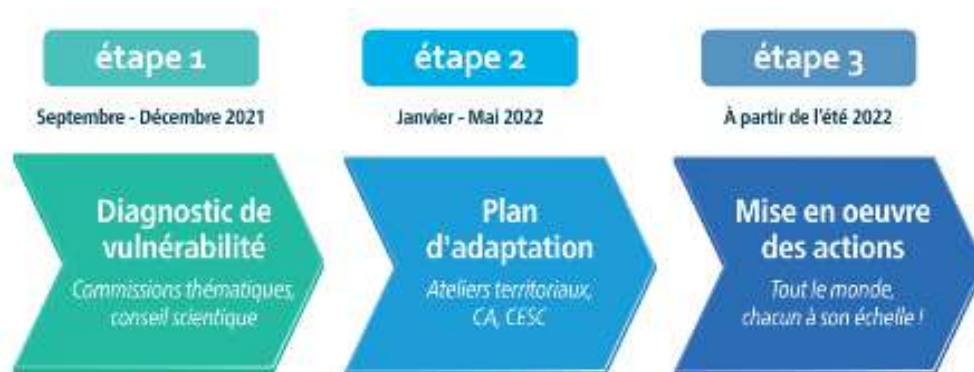 étape 1
étape 2
étape 3
Septembre - Décembre 2021
Janvier - Mai 2022
À partir de l'été 2022
Diagnostic de
vulnérabilité
Commissions thématiques,
conseil scientifique
Plan
d'adaptation
Ateliers territoriaux,
CA, CESC
Mise en oeuvre
des actions
Tout le monde,
chacun à son échelle !